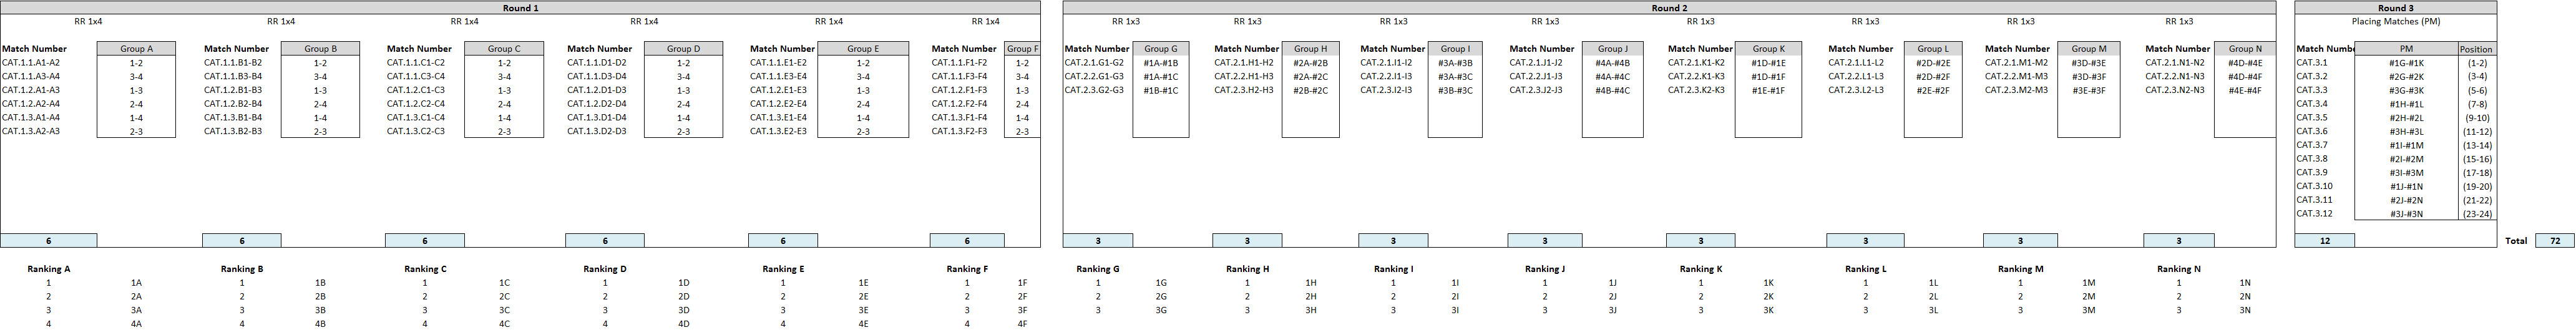 Round 1 Round 2 Round 3
RR 1x4 RR 1x4 RR 1x4 RR 1x4 RR 1x4 RR 1x4 RR 1x3 RR 1x3 RR 1x3 RR 1x3 RR 1x3 RR 1x3 RR 1x3 RR 1x3 Placing Matches (PM)
Match Number Group A Match Number Group B Match Number Group C Match Number Group D Match Number Group E Match Number Group F Match Number Group G Match Number Group H Match Number Group I Match Number Group J Match Number Group K Match Number Group L Match Number Group M Match Number Group N Match Numbe PM Position
CAT.1.1.A1-A2 1-2 CAT.1.1.B1-B2 1-2 CAT.1.1.C1-C2 1-2 CAT.1.1.D1-D2 1-2 CAT.1.1.E1-E2 1-2 CAT.1.1.F1-F2 1-2 CAT.2.1.G1-G2 #1A-#1B CAT.2.1.H1-H2 #2A-#2B CAT.2.1.I1-I2 #3A-#3B CAT.2.1.J1-J2 #4A-#4B CAT.2.1.K1-K2 #1D-#1E CAT.2.1.L1-L2 #2D-#2E CAT.2.1.M1-M2 #3D-#3E CAT.2.1.N1-N2 #4D-#4E CAT.3.1 #1G-#1K (1-2)
CAT.1.1.A3-A4 3-4 CAT.1.1.B3-B4 3-4 CAT.1.1.C3-C4 3-4 CAT.1.1.D3-D4 3-4 CAT.1.1.E3-E4 3-4 CAT.1.1.F3-F4 3-4 CAT.2.2.G1-G3 #1A-#1C CAT.2.2.H1-H3 #2A-#2C CAT.2.2.I1-I3 #3A-#3C CAT.2.2.J1-J3 #4A-#4C CAT.2.2.K1-K3 #1D-#1F CAT.2.2.L1-L3 #2D-#2F CAT.2.2.M1-M3 #3D-#3F CAT.2.2.N1-N3 #4D-#4F CAT.3.2 #2G-#2K (3-4)
CAT.1.2.A1-A3 1-3 CAT.1.2.B1-B3 1-3 CAT.1.2.C1-C3 1-3 CAT.1.2.D1-D3 1-3 CAT.1.2.E1-E3 1-3 CAT.1.2.F1-F3 1-3 CAT.2.3.G2-G3 #1B-#1C CAT.2.3.H2-H3 #2B-#2C CAT.2.3.I2-I3 #3B-#3C CAT.2.3.J2-J3 #4B-#4C CAT.2.3.K2-K3 #1E-#1F CAT.2.3.L2-L3 #2E-#2F CAT.2.3.M2-M3 #3E-#3F CAT.2.3.N2-N3 #4E-#4F CAT.3.3 #3G-#3K (5-6)
CAT.1.2.A2-A4 2-4 CAT.1.2.B2-B4 2-4 CAT.1.2.C2-C4 2-4 CAT.1.2.D2-D4 2-4 CAT.1.2.E2-E4 2-4 CAT.1.2.F2-F4 2-4 CAT.3.4 #1H-#1L (7-8)
CAT.1.3.A1-A4 1-4 CAT.1.3.B1-B4 1-4 CAT.1.3.C1-C4 1-4 CAT.1.3.D1-D4 1-4 CAT.1.3.E1-E4 1-4 CAT.1.3.F1-F4 1-4 CAT.3.5 #2H-#2L (9-10)
CAT.1.3.A2-A3 2-3 CAT.1.3.B2-B3 2-3 CAT.1.3.C2-C3 2-3 CAT.1.3.D2-D3 2-3 CAT.1.3.E2-E3 2-3 CAT.1.3.F2-F3 2-3 CAT.3.6 #3H-#3L (11-12)
CAT.3.7 #1I-#1M (13-14)
CAT.3.8 #2I-#2M (15-16)
CAT.3.9 #3I-#3M (17-18)
CAT.3.10 #1J-#1N (19-20)
CAT.3.11 #2J-#2N (21-22)
CAT.3.12 #3J-#3N (23-24)
6 6 6 6 6 6 3 3 3 3 3 3 3 3 12 Total 72
Ranking A Ranking B Ranking C Ranking D Ranking E Ranking F Ranking G Ranking H Ranking I Ranking J Ranking K Ranking L Ranking M Ranking N
1 1A 1 1B 1 1C 1 1D 1 1E 1 1F 1 1G 1 1H 1 1I 1 1J 1 1K 1 1L 1 1M 1 1N
2 2A 2 2B 2 2C 2 2D 2 2E 2 2F 2 2G 2 2H 2 2I 2 2J 2 2K 2 2L 2 2M 2 2N
3 3A 3 3B 3 3C 3 3D 3 3E 3 3F 3 3G 3 3H 3 3I 3 3J 3 3K 3 3L 3 3M 3 3N
4 4A 4 4B 4 4C 4 4D 4 4E 4 4F